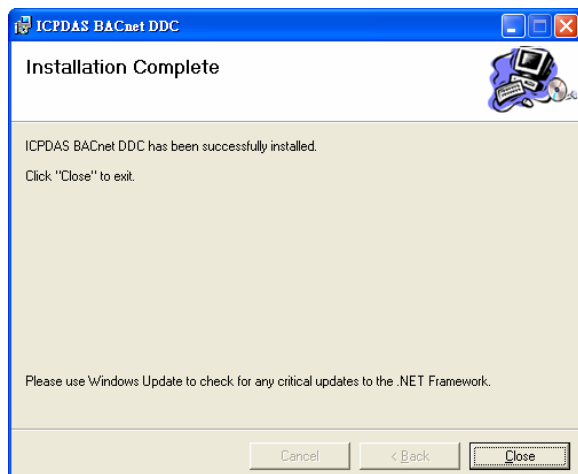 ICPDAS BACnet DDC
Installation Complete
ICPDAS BACnet DDC has been successfully installed.
Click "Close" to exit.
Please use Windows Update to check for any critical updates to the .NET Framework.
Cancel < Back Close